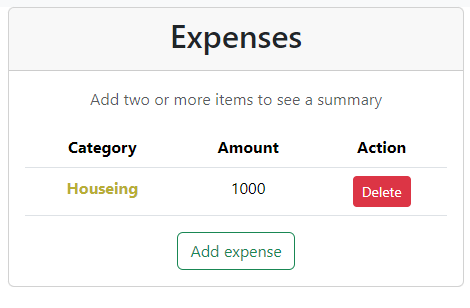 Expenses
Add two or more items to see a summary
Category Amount Action
Houseing 1000 Delete
Add expense